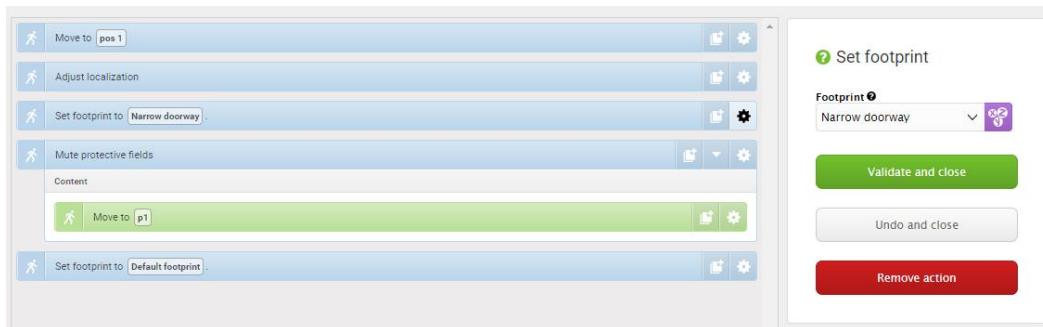 Move to pos 1
Adjust localization
Set footprint to Narrow doorway .
Mute protective fields
Content
Move to p1
Set footprint to Default footprint .
Set footprint
Footprint
Narrow doorway
Validate and close
Undo and close
Remove action